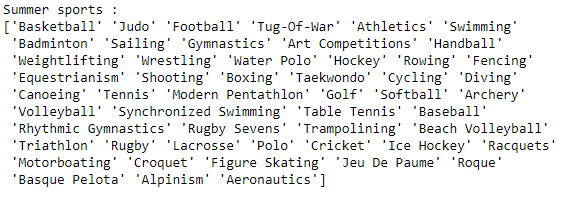 Summer sports :
['Basketball' 'Judo' 'Football' 'Tug-Of-War' 'Athletics' 'Swimming'
'Badminton' 'Sailing' 'Gymnastics' 'Art Competitions' 'Handball'
'Weightlifting' 'Wrestling' 'Water Polo' 'Hockey' 'Rowing' 'Fencing'
'Equestrianism' 'Shooting' 'Boxing' 'Taekwondo' 'Cycling' 'Diving'
'Canoeing' 'Tennis' 'Modern Pentathlon' 'Golf' 'Softball' 'Archery'
'Volleyball' 'Synchronized Swimming' 'Table Tennis' 'Baseball'
'Rhythmic Gymnastics' 'Rugby Sevens' 'Trampolining' 'Beach Volleyball'
'Triathlon' 'Rugby' 'Lacrosse' 'Polo' 'Cricket' 'Ice Hockey' 'Racquets'
'Motorboating' 'Croquet' 'Figure Skating' 'Jeu De Paume' 'Roque'
'Basque Pelota' 'Alpinism' 'Aeronautics']